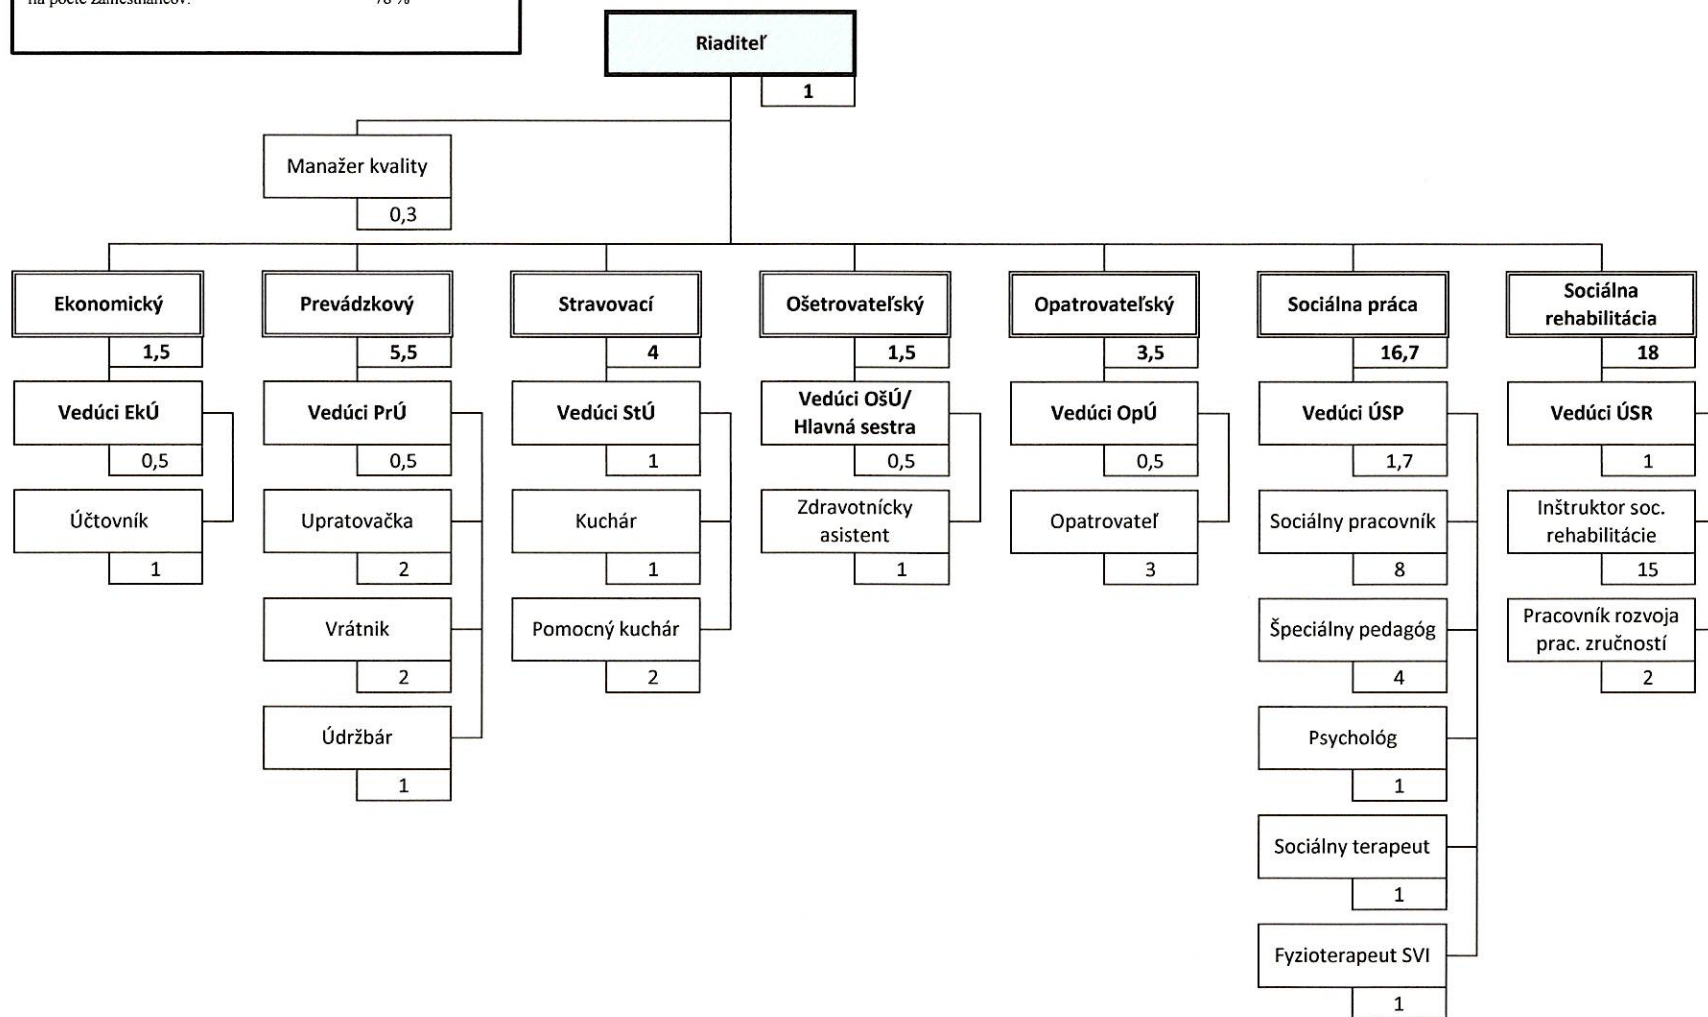 na počte zamestnancov: 78 %
Riaditeľ
1
Manažer kvality
0,3
Ekonomický
1,5
Vedúci EkÚ
0,5
Účtovník
1
Prevádzkový
5,5
Vedúci PrÚ
0,5
Upratovačka
2
Vrátnik
2
Údržbár
1
Stravovací
4
Vedúci StÚ
1
Kuchár
1
Pomocný kuchár
2
Ošetrovateľský
1,5
Vedúci OšÚ/
Hlavná sestra
0,5
Zdravotnícky
asistent
1
Opatrovateľský
3,5
Vedúci OpÚ
0,5
Opatrovateľ
3
Sociálna práca
16,7
Vedúci ÚSP
1,7
Sociálny pracovník
8
Špeciálny pedagóg
4
Psychológ
1
Sociálny terapeut
1
Fyzioterapeut SVI
1
Sociálna
rehabilitácia
18
Vedúci ÚSR
1
Inštruktor soc.
rehabilitácie
15
Pracovník rozvoja
prac. zručností
2